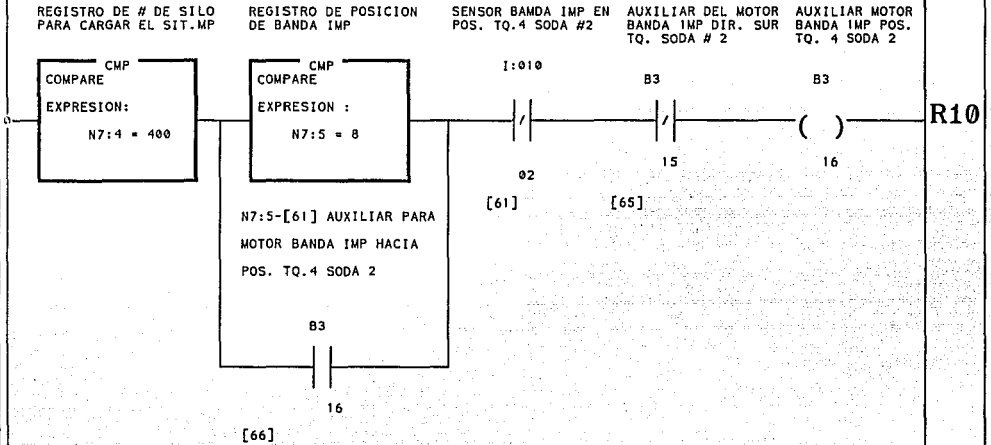 REGISTRO DE # DE SILO
PARA CARGAR EL SIT.MP
REGISTRO DE POSICION
DE BANDA IMP
SENSOR BAMDA IMP EN
POS. TQ.4 SODA #2
AUXILIAR DEL MOTOR
BANDA IMP DIR. SUR
TQ. SODA # 2
AUXILIAR MOTOR
BANDA IMP POS.
TQ. 4 SODA 2
CMP
COMPARE
EXPRESION:
N7:4 = 400
CMP
COMPARE
EXPRESION :
N7:5 = 8
I:010
02
[61]
B3
15
[65]
B3
16
R10
N7:5-[61] AUXILIAR PARA
MOTOR BANDA IMP HACIA
POS. TQ.4 SODA 2
B3
16
[66]